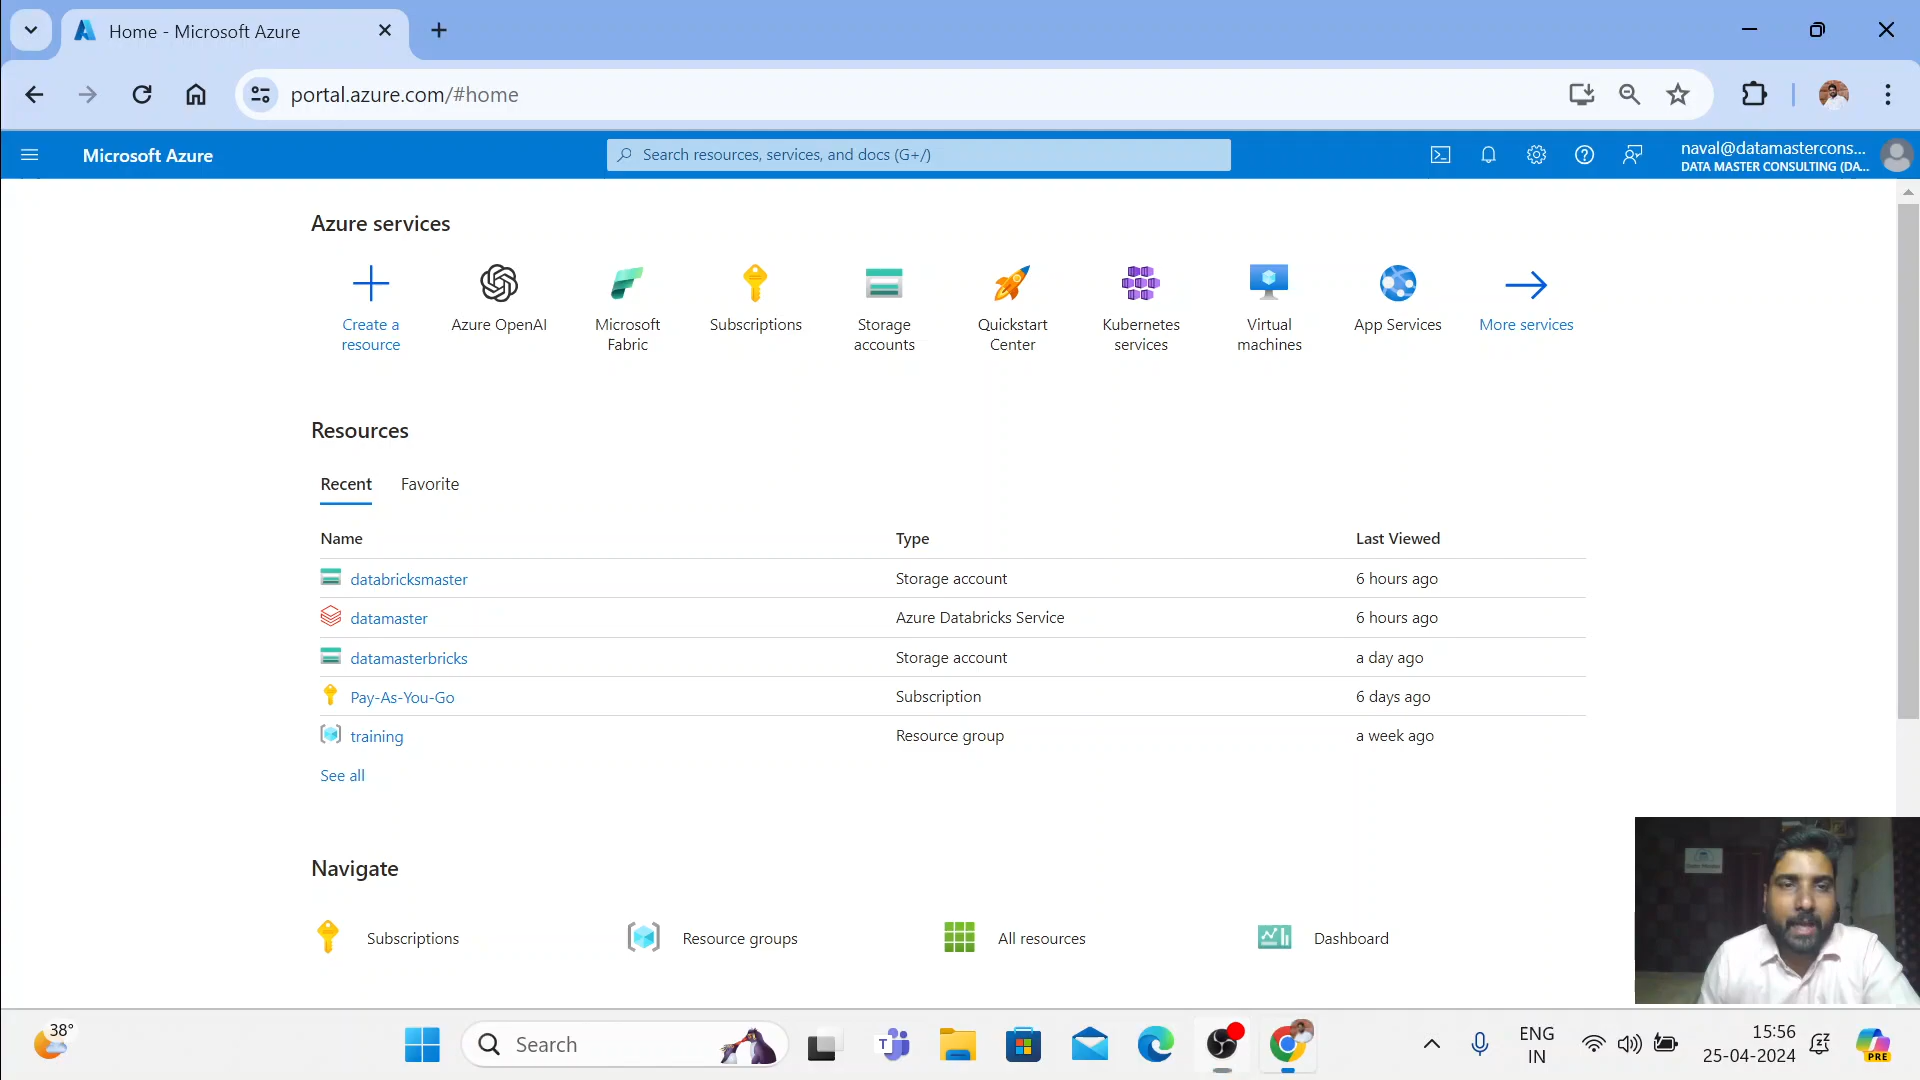 Home - Microsoft Azure
portal.azure.com/#home
Microsoft Azure
Search resources, services, and docs (G+/)
naval@datamastercons...
DATA MASTER CONSULTING (DA...
Azure services
Create a
resource
Azure OpenAI
Microsoft
Fabric
Subscriptions
Storage
accounts
Quickstart
Center
Kubernetes
services
Virtual
machines
App Services
More services
Resources
Recent
Favorite
Name
Type
Last Viewed
databricksmaster
Storage account
6 hours ago
datamaster
Azure Databricks Service
6 hours ago
datamasterbricks
Storage account
a day ago
Pay-As-You-Go
Subscription
6 days ago
training
Resource group
a week ago
See all
Navigate
Subscriptions
Resource groups
All resources
Dashboard
38°
Search
T
ENG
IN
15:56
25-04-2024
PRE